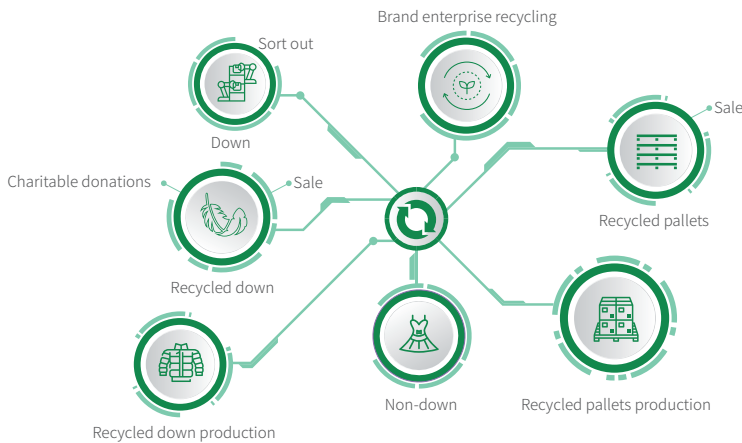 Brand enterprise recycling
Sort out
Down
Sale
Charitable donations
Sale
Recycled pallets
Recycled down
Non-down
Recycled pallets production
Recycled down production